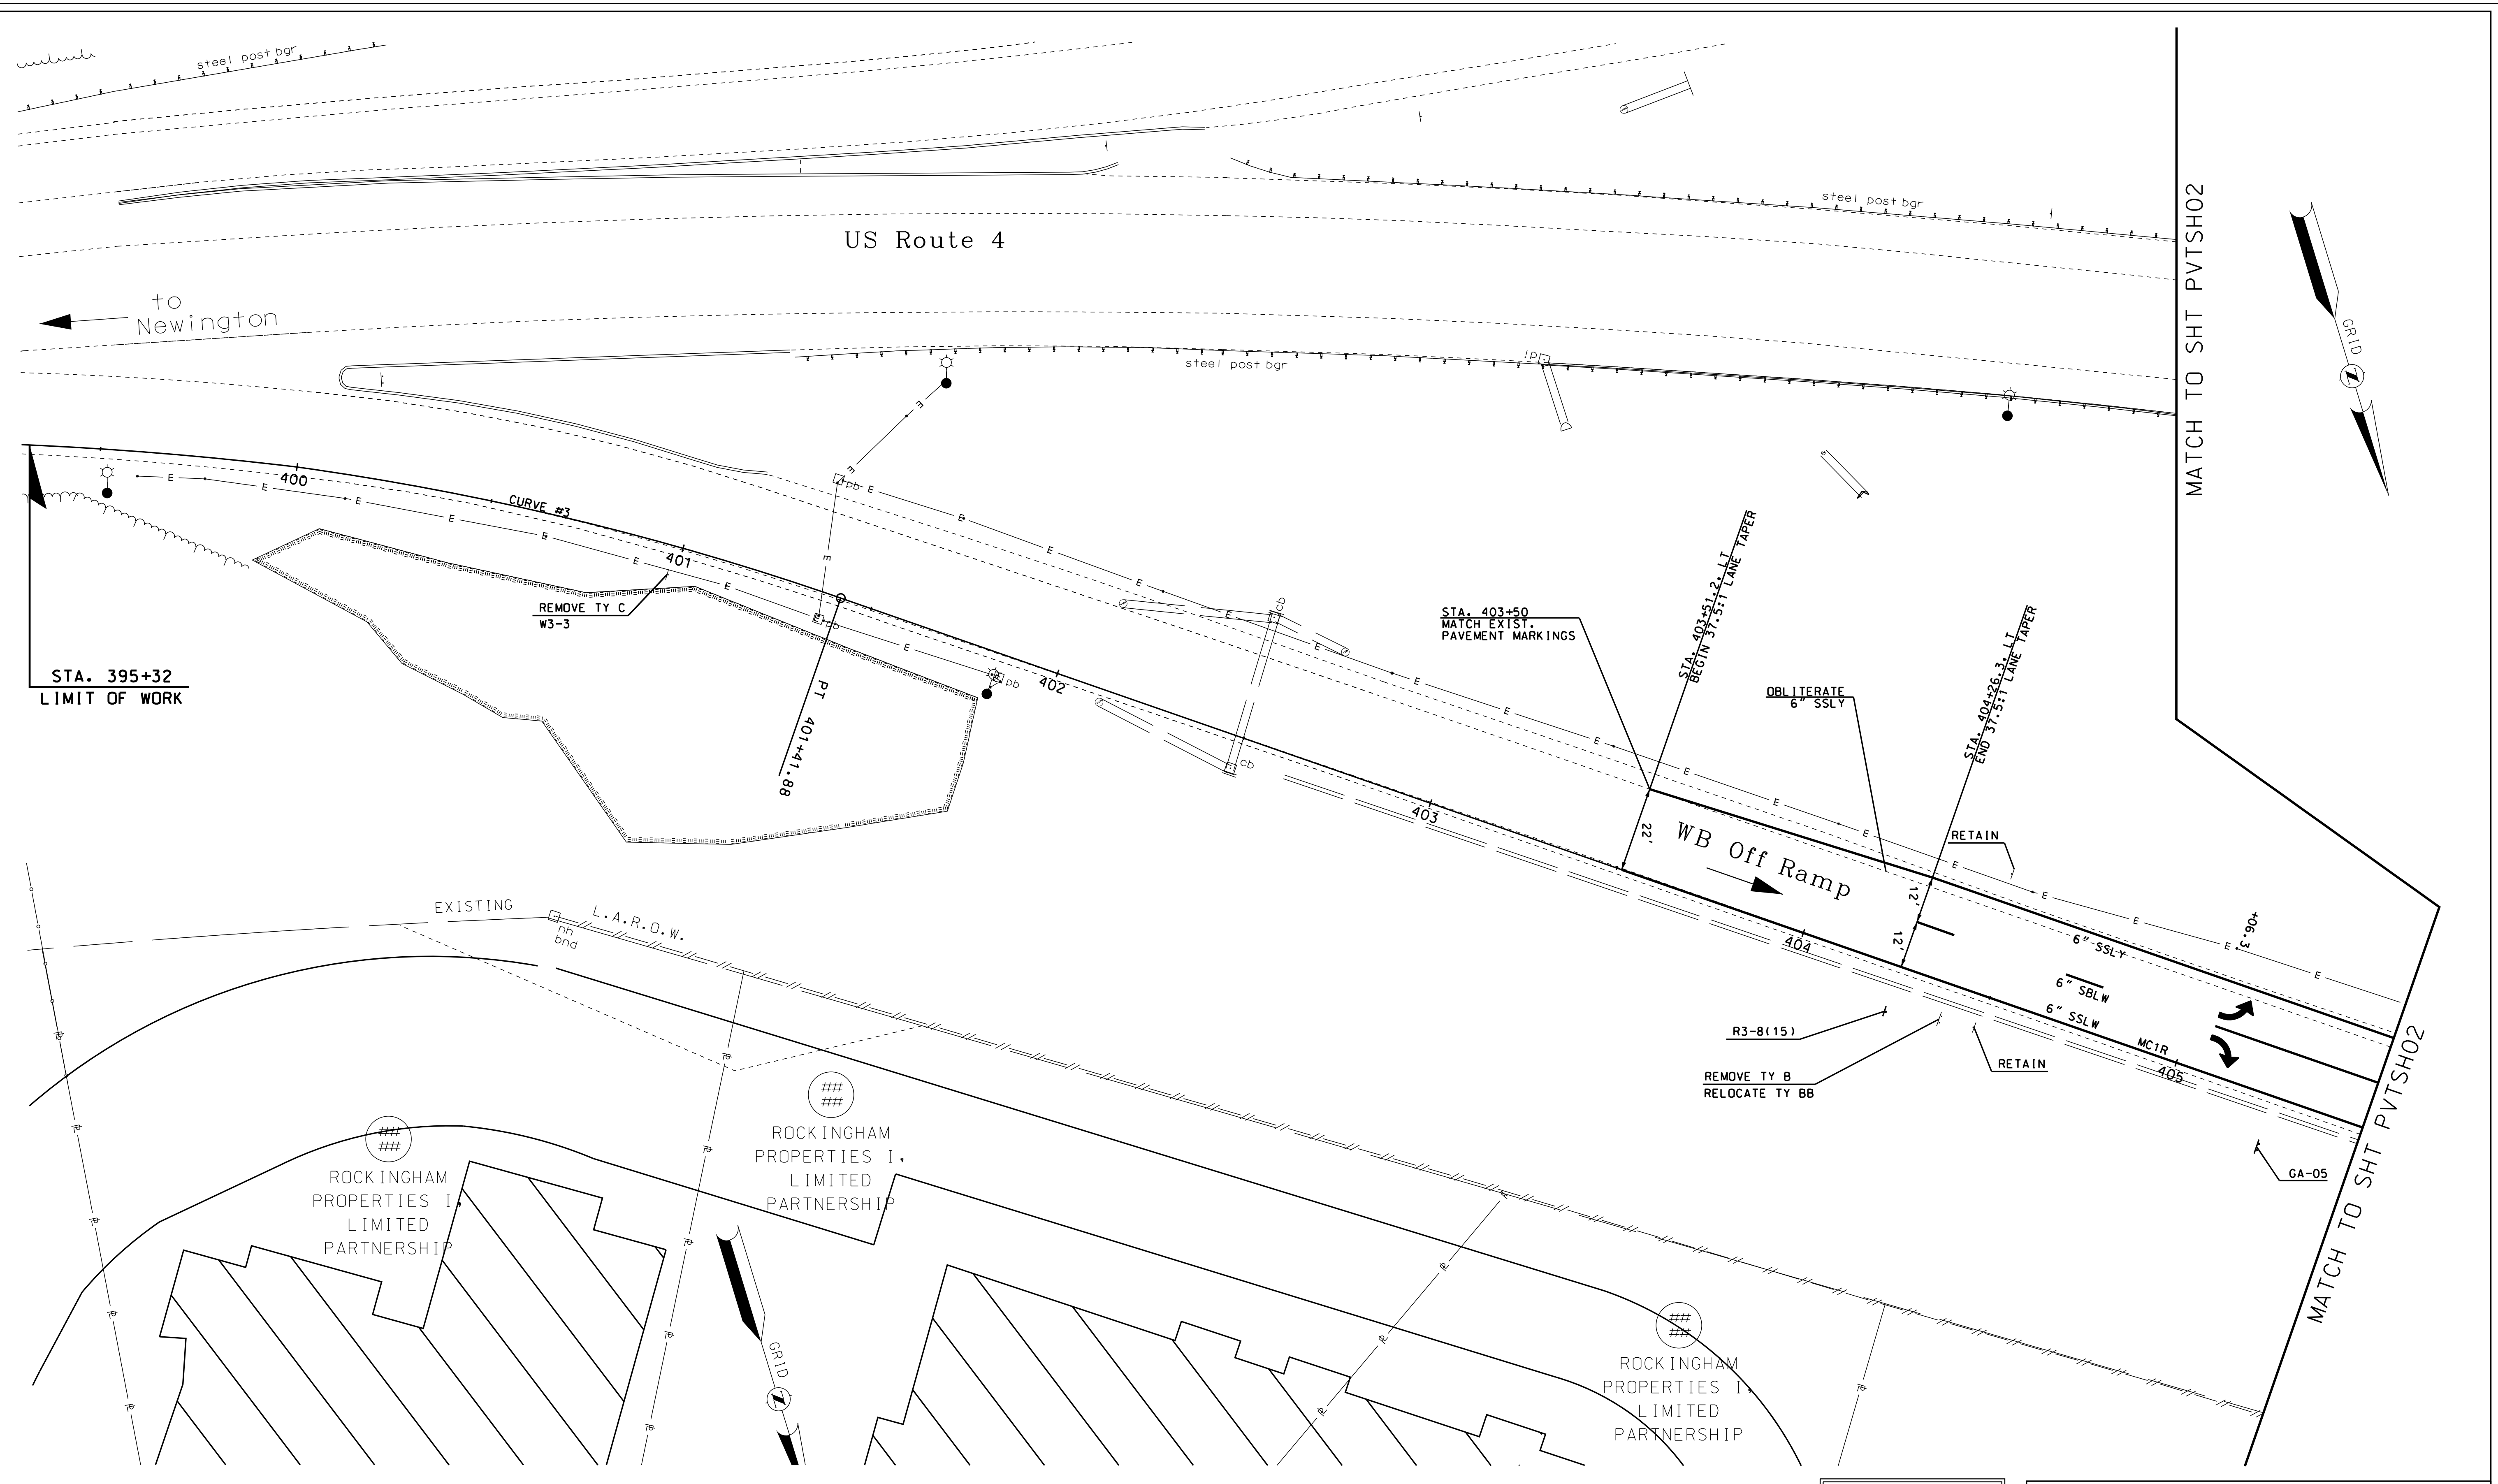 steel post bgr
steel post bgr
US Route 4
MATCH TO SHT PVTSH02
GRID
to
Newington
steel post bgr
pb
E
E
E
E
400
CURVE #3
E
E
E
E
401
E
E
REMOVE TY C
W3-3
pb
E
pb
402
cb
cb
E
E
E
E
STA. 395+32
LIMIT OF WORK
PT 401+41.88
403
STA. 403+50
MATCH EXIST.
PAVEMENT MARKINGS
STA. 403+51.2, LT
BEGIN 37.5:1 LANE TAPER
OBLITERATE
6" SSLY
STA. 404+26.3, LT
END 37.5:1 LANE TAPER
22'
WB Off Ramp
RETAIN
12'
12'
404
6" SSLY
+06.3
6" SBLW
6" SSLW
MC1R
405
R3-8(15)
REMOVE TY B
RELOCATE TY BB
RETAIN
GA-05
MATCH TO SHT PVTSH02
EXISTING
L.A.R.O.W.
nh
bnd
##
##
ROCKINGHAM
PROPERTIES I,
LIMITED
PARTNERSHIP
##
##
ROCKINGHAM
PROPERTIES I,
LIMITED
PARTNERSHIP
GRID
##
##
ROCKINGHAM
PROPERTIES I,
LIMITED
PARTNERSHIP